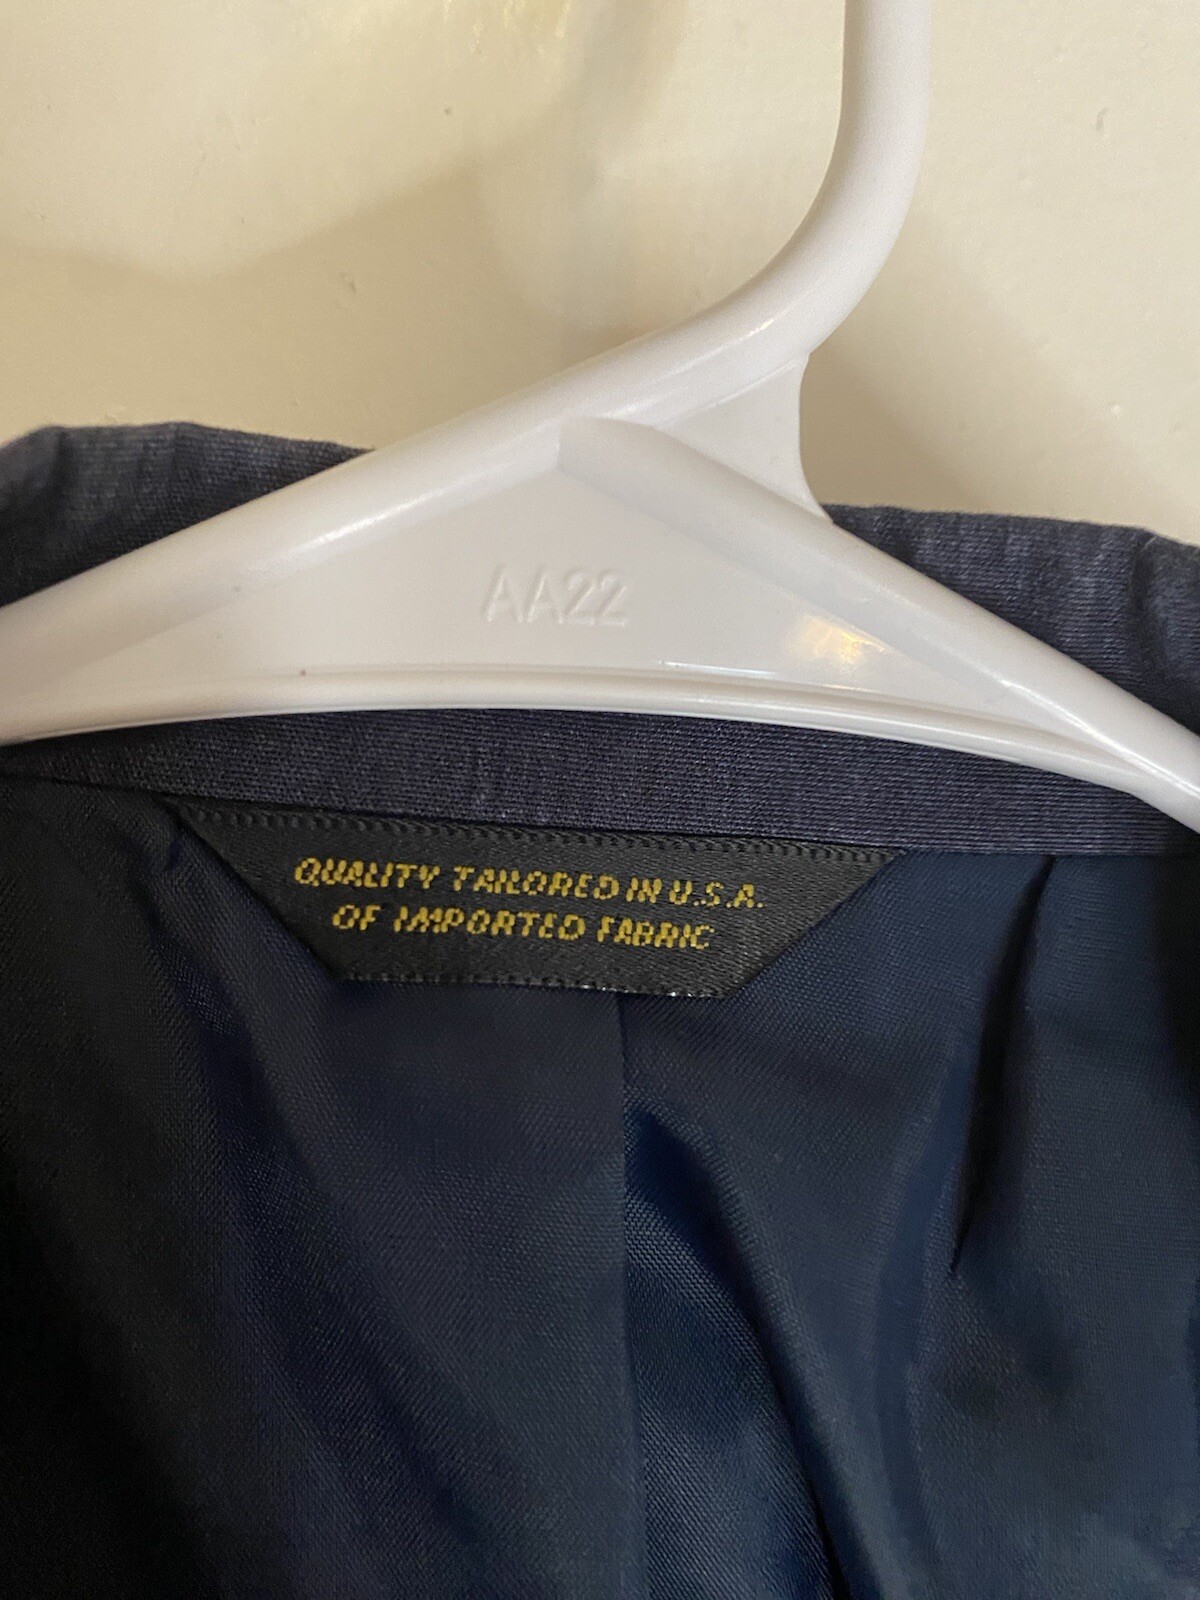 AA22
QUALITY TAILORED IN U.S.A.
OF IMPORTED FABRIC